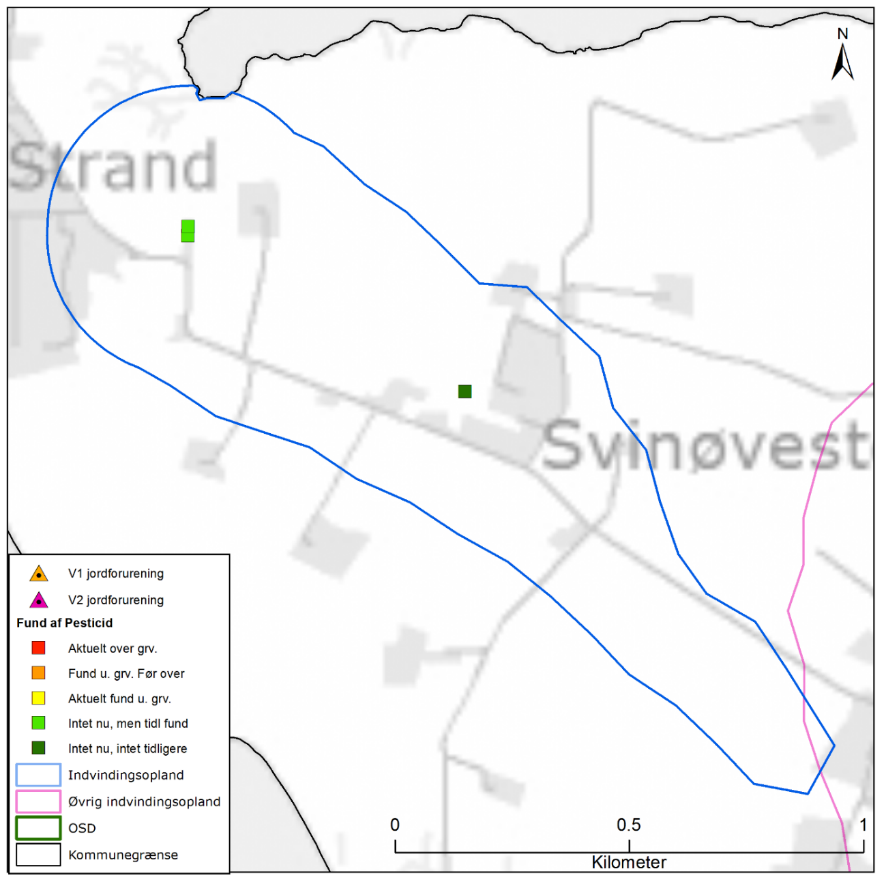 N
Strand
Svinøvest
V1 jordforurening
V2 jordforurening
Fund af Pesticid
Aktuelt over grv.
Fund u. grv. Før over
Aktuelt fund u. grv.
Intet nu, men tidl fund
Intet nu, intet tidligere
Indvindingsopland
Øvrig indvindingsopland
OSD
Kommunegrænse
0 0.5 1
Kilometer